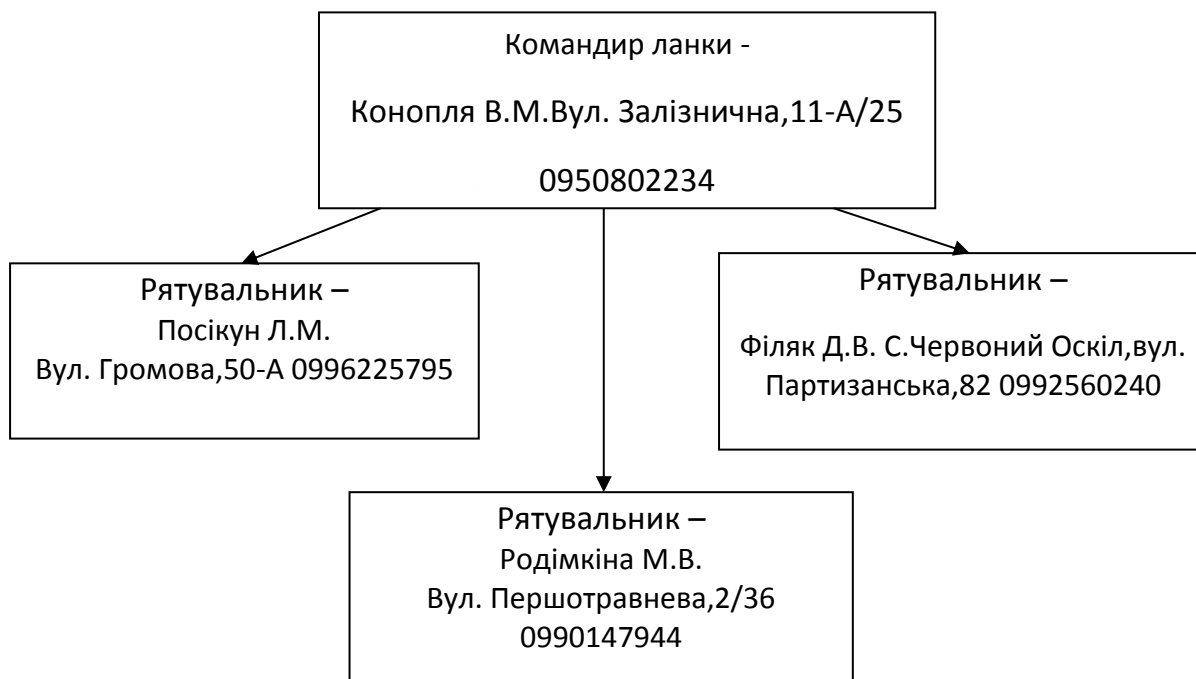 Командир ланки -
Конопля В.М.Вул. Залізнична,11-А/25
0950802234
Рятувальник –
Посікун Л.М.
Вул. Громова,50-А 0996225795
Рятувальник –
Філяк Д.В. С.Червоний Оскіл,вул.
Партизанська,82 0992560240
Рятувальник –
Родімкіна М.В.
Вул. Першотравнева,2/36
0990147944